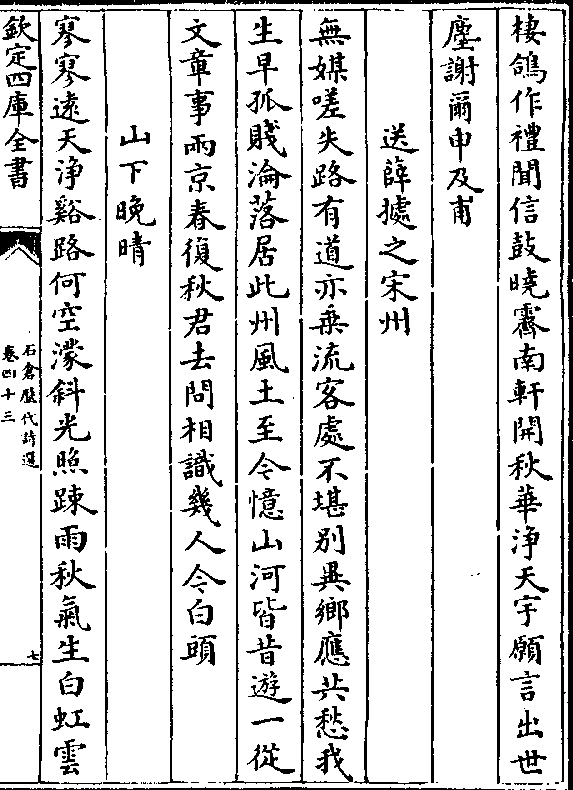 棲鴿作禮聞信鼓曉霽南軒開秋華淨天宇願言出世
塵謝爾申及甫
送薛據之宋州
無媒嗟失路有道亦乗流客處不堪别異鄉應共愁我
生早孤賤淪落居此州風土至今憶山河皆昔遊一從
文章事兩京春復秋君去問相識幾人今白頭
山下晚晴
寥寥遠天浄谿路何空濛斜光照踈雨秋氣生白虹雲
欽定四庫全書
石倉歷代詩選
卷四十三
七